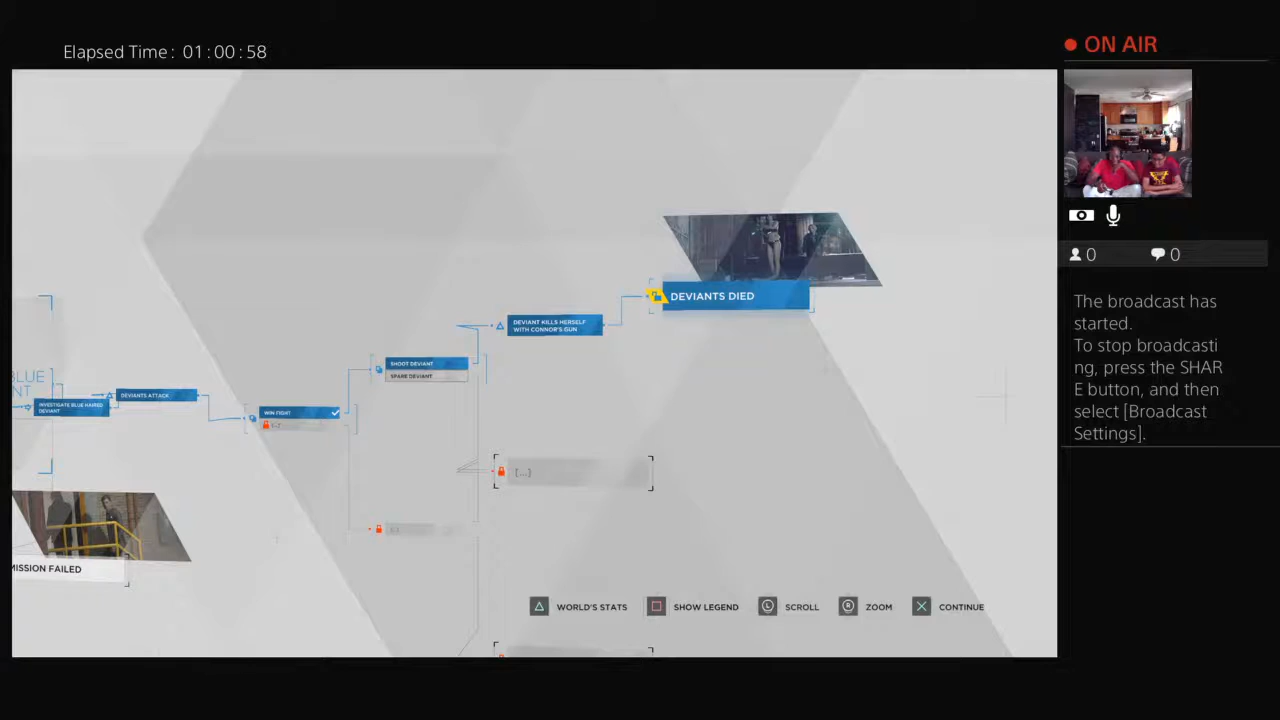 Elapsed Time: 01:00:58
ON AIR
0
0
The broadcast has
started.
To stop broadcasti
ng, press the SHAR
E button, and then
select [Broadcast
Settings].
DEVIANTS DIED
DEVIANT KILLS HERSELF
WITH CONNOR'S GUN
SHOOT DEVIANT
SPARE DEVIANT
BLUE
NT
DEVIANTS ATTACK
INVESTIGATE BLUE HAIRED
DEVIANT
WIN FIGHT
[...]
MISSION FAILED
WORLD'S STATS
SHOW LEGEND
L
SCROLL
R
ZOOM
CONTINUE